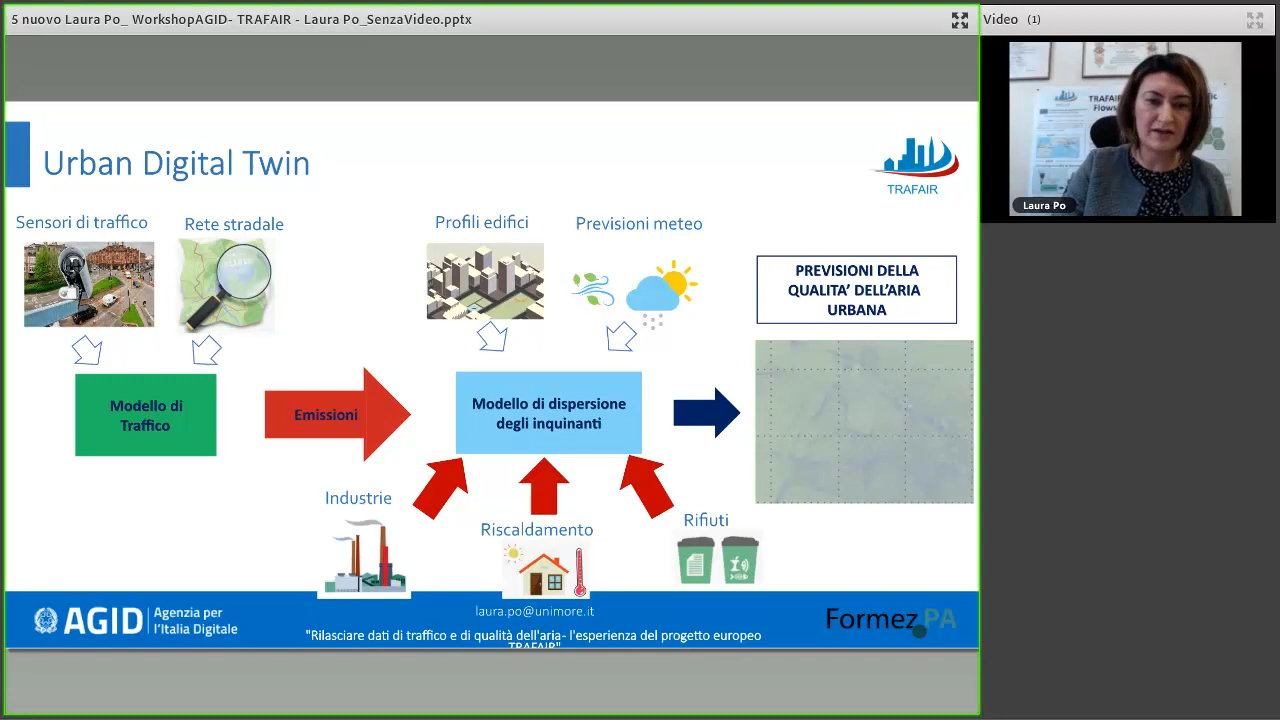 5 nuovo Laura Po_ WorkshopAGID- TRAFAIR - Laura Po_SenzaVideo.pptx
Video (1)
TRAFAIR
Flows
Laura Po
Urban Digital Twin
TRAFAIR
Sensori di traffico
Rete stradale
Profili edifici
Previsioni meteo
PREVISIONI DELLA
QUALITA’ DELL’ARIA
URBANA
Modello di
Traffico
Emissioni
Modello di dispersione
degli inquinanti
Industrie
Riscaldamento
Rifiuti
AGID
Agenzia per
l’Italia Digitale
laura.po@unimore.it
"Rilasciare dati di traffico e di qualità dell'aria- l'esperienza del progetto europeo
TRAFAIR"
Formez PA